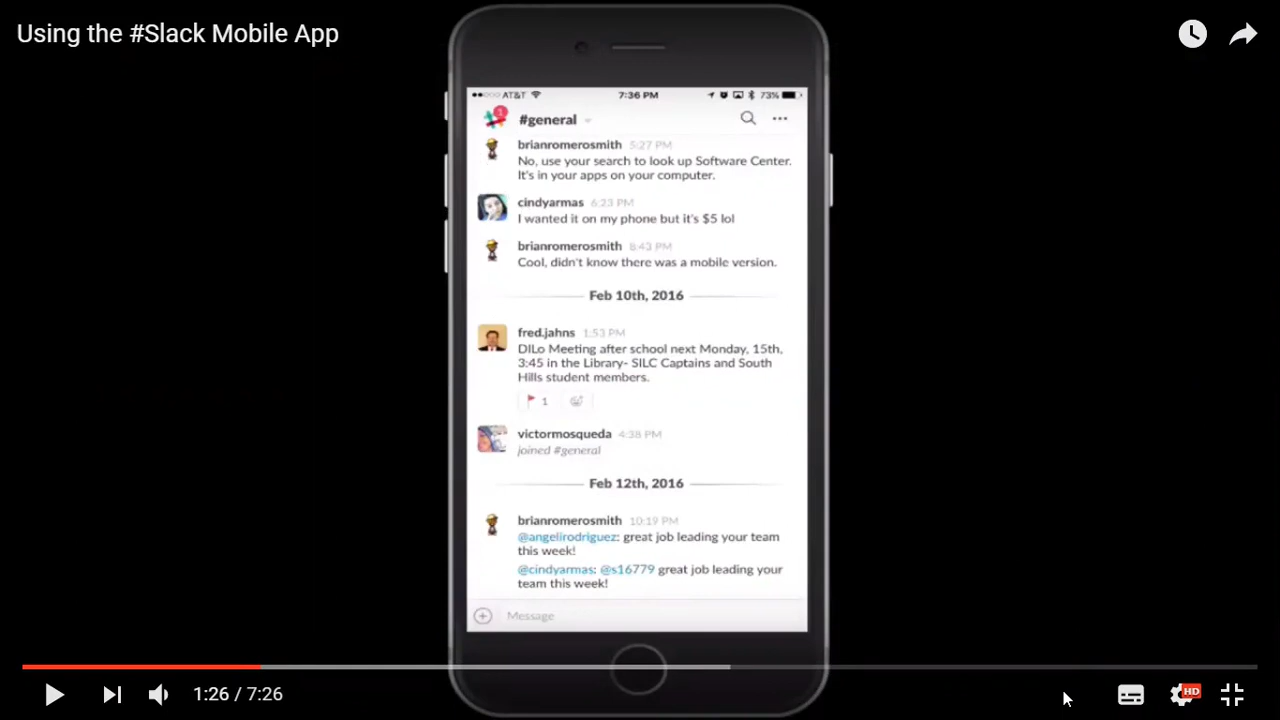 Using the #Slack Mobile App
AT&T 7:36 PM 73%
1
#general
brianromerosmith 5:27 PM
No, use your search to look up Software Center.
It's in your apps on your computer.
cindyarmas 6:23 PM
I wanted it on my phone but it's $5 lol
brianromerosmith 8:43 PM
Cool, didn't know there was a mobile version.
Feb 10th, 2016
fred.jahns 1:53 PM
DILo Meeting after school next Monday, 15th,
3:45 in the Library- SILC Captains and South
Hills student members.
1
victormosqueda 4:38 PM
joined #general
Feb 12th, 2016
brianromerosmith 10:19 PM
@angelirodriguez: great job leading your team
this week!
@cindyarmas: @s16779 great job leading your
team this week!
Message
1:26 / 7:26
HD